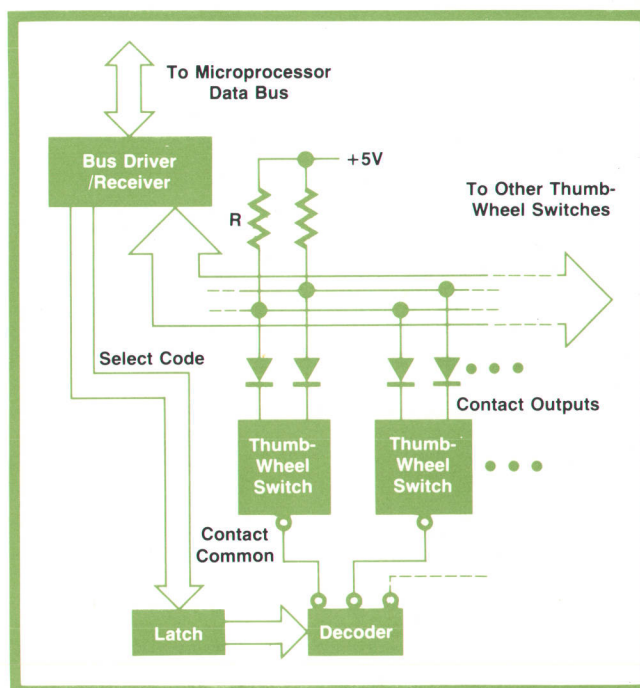 To Microprocessor
Data Bus
Bus Driver
/Receiver
+5V
R
To Other Thumb-
Wheel Switches
Select Code
Contact Outputs
Thumb-
Wheel
Switch
Thumb-
Wheel
Switch
Contact
Common
Latch
Decoder